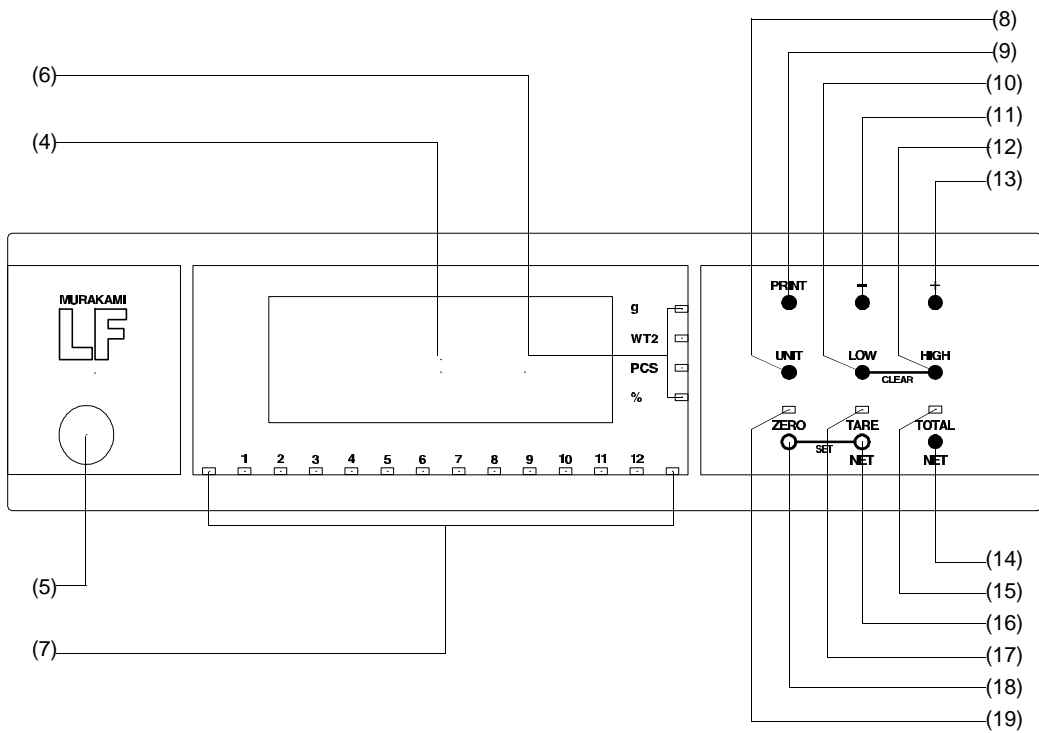 (8)
(9)
(6)
(10)
(11)
(4)
(12)
(13)
MURAKAMI
LF
g
WT2
PCS
%
1 2 3 4 5 6 7 8 9 10 11 12
PRINT - +
UNIT LOW HIGH
CLEAR
ZERO TARE TOTAL
SET
NET NET
(14)
(5)
(15)
(16)
(7)
(17)
(18)
(19)